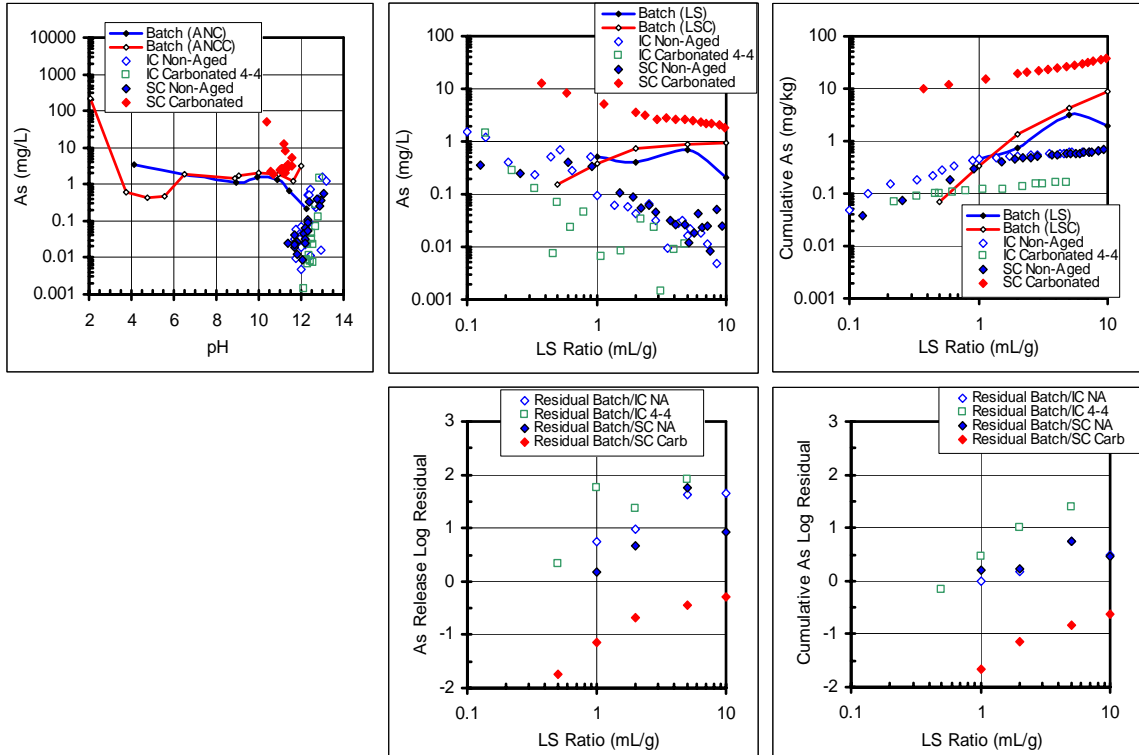 Batch (ANC)
Batch (ANCC)
IC Non-Aged
IC Carbonated 4-4
SC Non-Aged
SC Carbonated
As (mg/L)
10000
1000
100
10
1
0.1
0.01
0.001
2 4 6 8 10 12 14
pH
Batch (LS)
Batch (LSC)
IC Non-Aged
IC Carbonated 4-4
SC Non-Aged
SC Carbonated
As (mg/L)
100
10
1
0.1
0.01
0.001
0.1 1 10
LS Ratio (mL/g)
Cumulative As (mg/kg)
100
10
1
0.1
0.01
0.001
Batch (LS)
Batch (LSC)
IC Non-Aged
IC Carbonated 4-4
SC Non-Aged
SC Carbonated
0.1 1 10
LS Ratio (mL/g)
Residual Batch/IC NA
Residual Batch/IC 4-4
Residual Batch/SC NA
Residual Batch/SC Carb
As Release Log Residual
3
2
1
0
-1
-2
0.1 1 10
LS Ratio (mL/g)
Residual Batch/IC NA
Residual Batch/IC 4-4
Residual Batch/SC NA
Residual Batch/SC Carb
Cumulative As Log Residual
3
2
1
0
-1
-2
0.1 1 10
LS Ratio (mL/g)